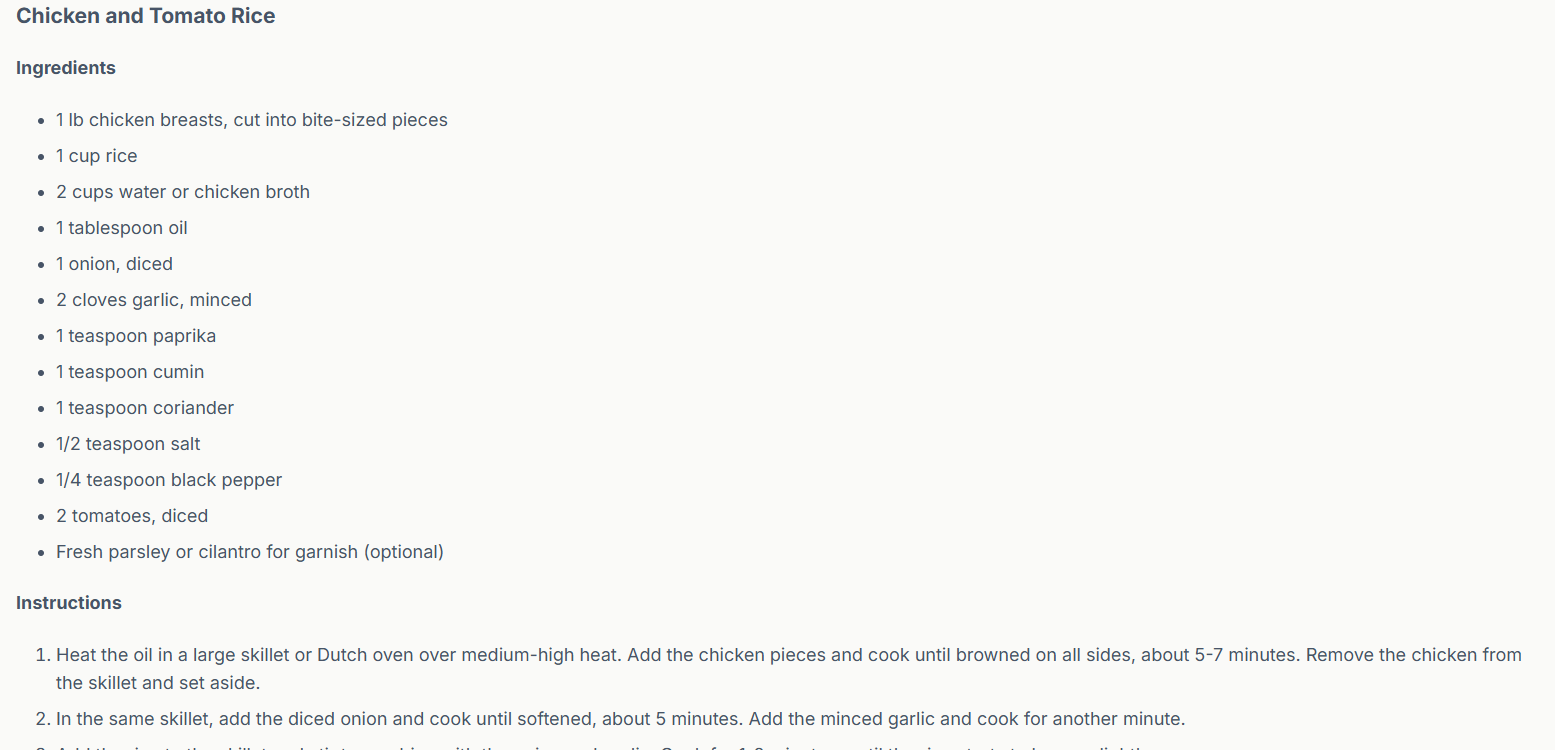 Chicken and Tomato Rice
Ingredients
1 lb chicken breasts, cut into bite-sized pieces
1 cup rice
2 cups water or chicken broth
1 tablespoon oil
1 onion, diced
2 cloves garlic, minced
1 teaspoon paprika
1 teaspoon cumin
1 teaspoon coriander
1/2 teaspoon salt
1/4 teaspoon black pepper
2 tomatoes, diced
Fresh parsley or cilantro for garnish (optional)
Instructions
1. Heat the oil in a large skillet or Dutch oven over medium-high heat. Add the chicken pieces and cook until browned on all sides, about 5-7 minutes. Remove the chicken from
the skillet and set aside.
2. In the same skillet, add the diced onion and cook until softened, about 5 minutes. Add the minced garlic and cook for another minute.